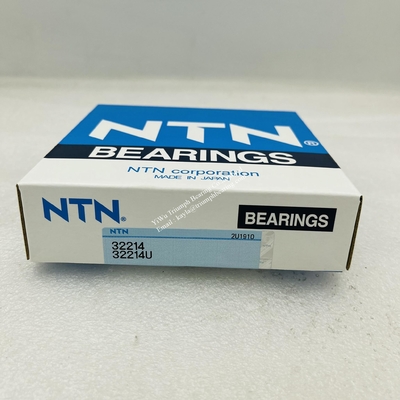 NTN®
BEARINGS
NTN corporation
MADE IN JAPAN
NTN®
BEARINGS
NTN 2U1910
32214
32214U